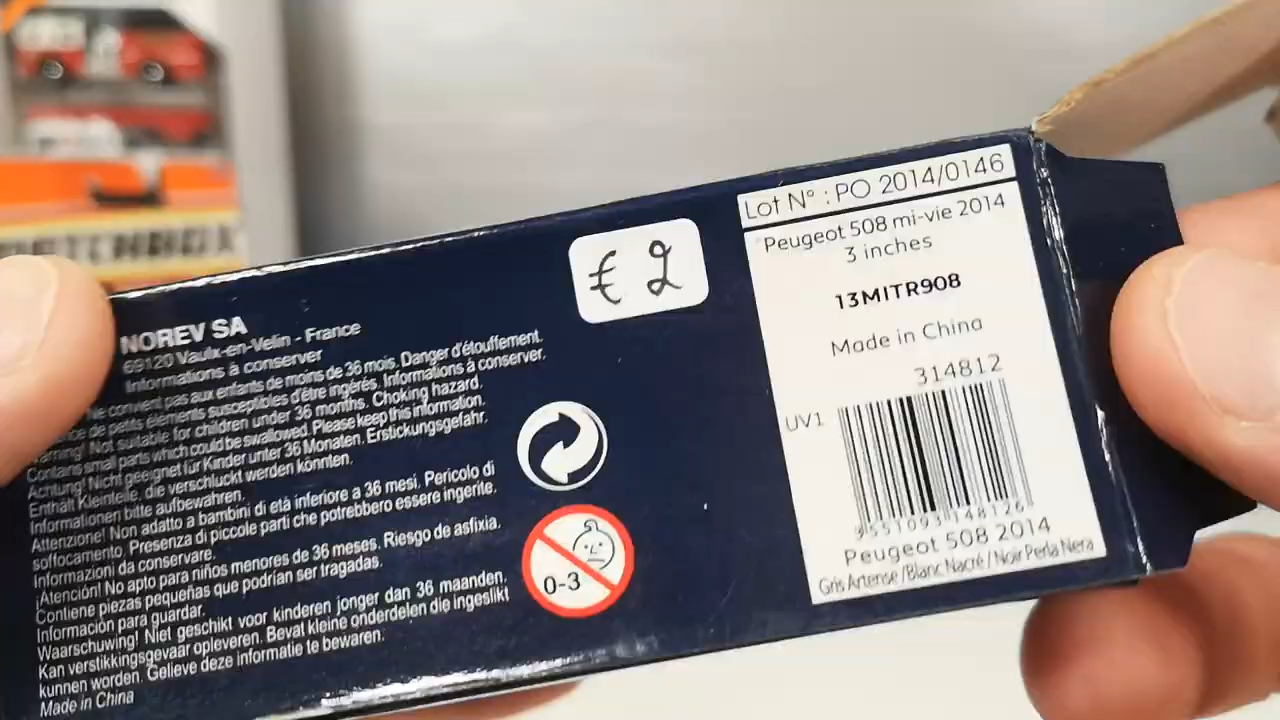 MATCHBOX
NOREV SA
69120 Vaulx-en-Velin - France
Informations à conserver
Ne convient pas aux enfants de moins de 36 mois. Danger d'étouffement.
de petits éléments susceptibles d'être ingérés. Informations à conserver.
Warning! Not suitable for children under 36 months. Choking hazard.
Contains small parts which could be swallowed. Please keep this information.
Achtung! Nicht geeignet für Kinder unter 36 Monaten. Erstickungsgefahr.
Enthält Kleinteile, die verschluckt werden könnten.
Informationen bitte aufbewahren.
Attenzione! Non adatto a bambini di età inferiore a 36 mesi. Pericolo di
soffocamento. Presenza di piccole parti che potrebbero essere ingerite.
Informazioni da conservare.
¡Atención! No apto para niños menores de 36 meses. Riesgo de asfixia.
Contiene piezas pequeñas que podrían ser tragadas.
Información para guardar.
Waarschuwing! Niet geschikt voor kinderen jonger dan 36 maanden.
Kan verstikkingsgevaar opleveren. Bevat kleine onderdelen die ingeslikt
kunnen worden. Gelieve deze informatie te bewaren.
Made in China
€ 2
0-3
Lot N° : PO 2014/0146
Peugeot 508 mi-vie 2014
3 inches
13MITR908
Made in China
314812
UV1
3551093148126
Peugeot 508 2014
Gris Artense /Blanc Nacré / Noir Perla Nera